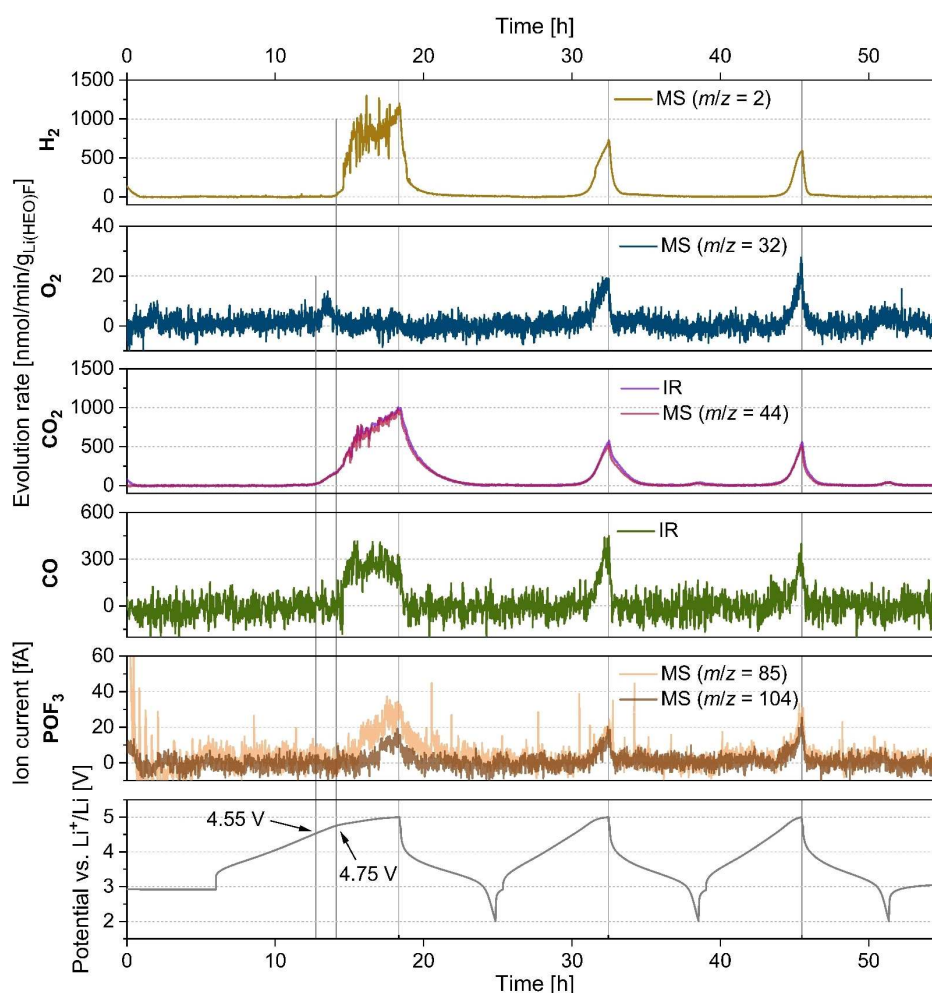 Time [h]
0 10 20 30 40 50
Evolution rate [nmol/min/gLi(HEO)F]
H2
1500
1000
500
0
MS (m/z = 2)
O2
40
20
0
MS (m/z = 32)
CO2
1500
1000
500
0
IR
MS (m/z = 44)
CO
600
300
0
IR
Ion current [fA]
POF3
60
40
20
0
MS (m/z = 85)
MS (m/z = 104)
Potential vs. Li+/Li [V]
5
4
3
2
4.55 V
4.75 V
0 10 20 30 40 50
Time [h]